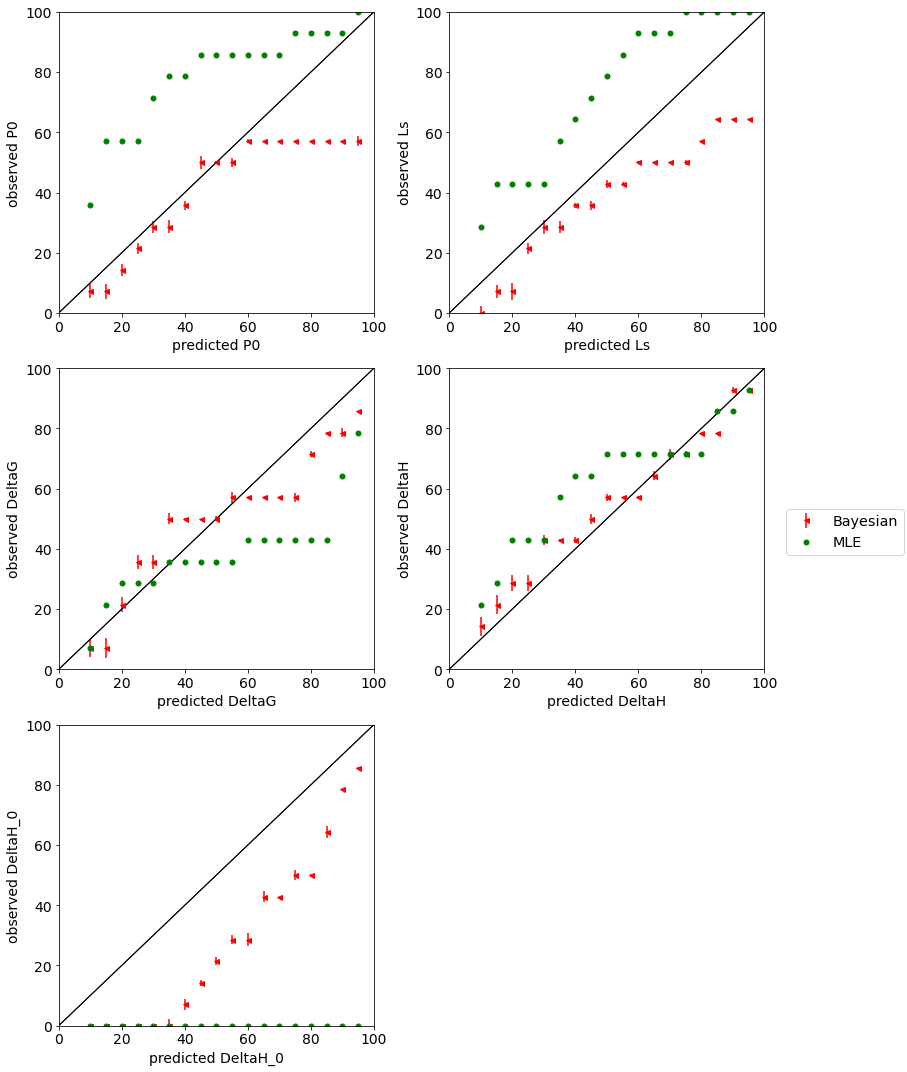 100
80
60
40
20
0
observed P0
0 20 40 60 80 100
predicted P0
100
80
60
40
20
0
observed Ls
0 20 40 60 80 100
predicted Ls
100
80
60
40
20
0
observed DeltaG
0 20 40 60 80 100
predicted DeltaG
100
80
60
40
20
0
observed DeltaH
0 20 40 60 80 100
predicted DeltaH
Bayesian
MLE
100
80
60
40
20
0
observed DeltaH_0
0 20 40 60 80 100
predicted DeltaH_0